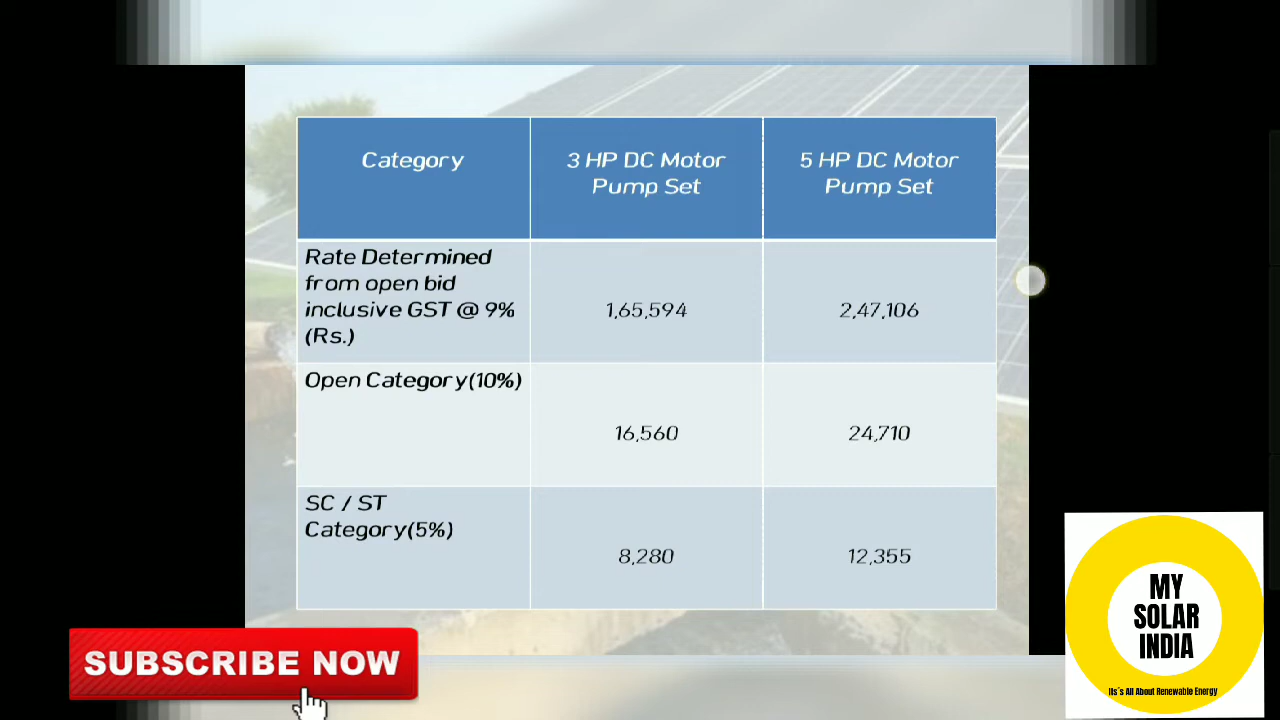 Category
3 HP DC Motor
Pump Set
5 HP DC Motor
Pump Set
Rate Determined
from open bid
inclusive GST @ 9%
(Rs.)
1,65,594
2,47,106
Open Category(10%)
16,560
24,710
SC / ST
Category(5%)
8,280
12,355
SUBSCRIBE NOW
MY
SOLAR
INDIA
Its´s All About Renewable Energy